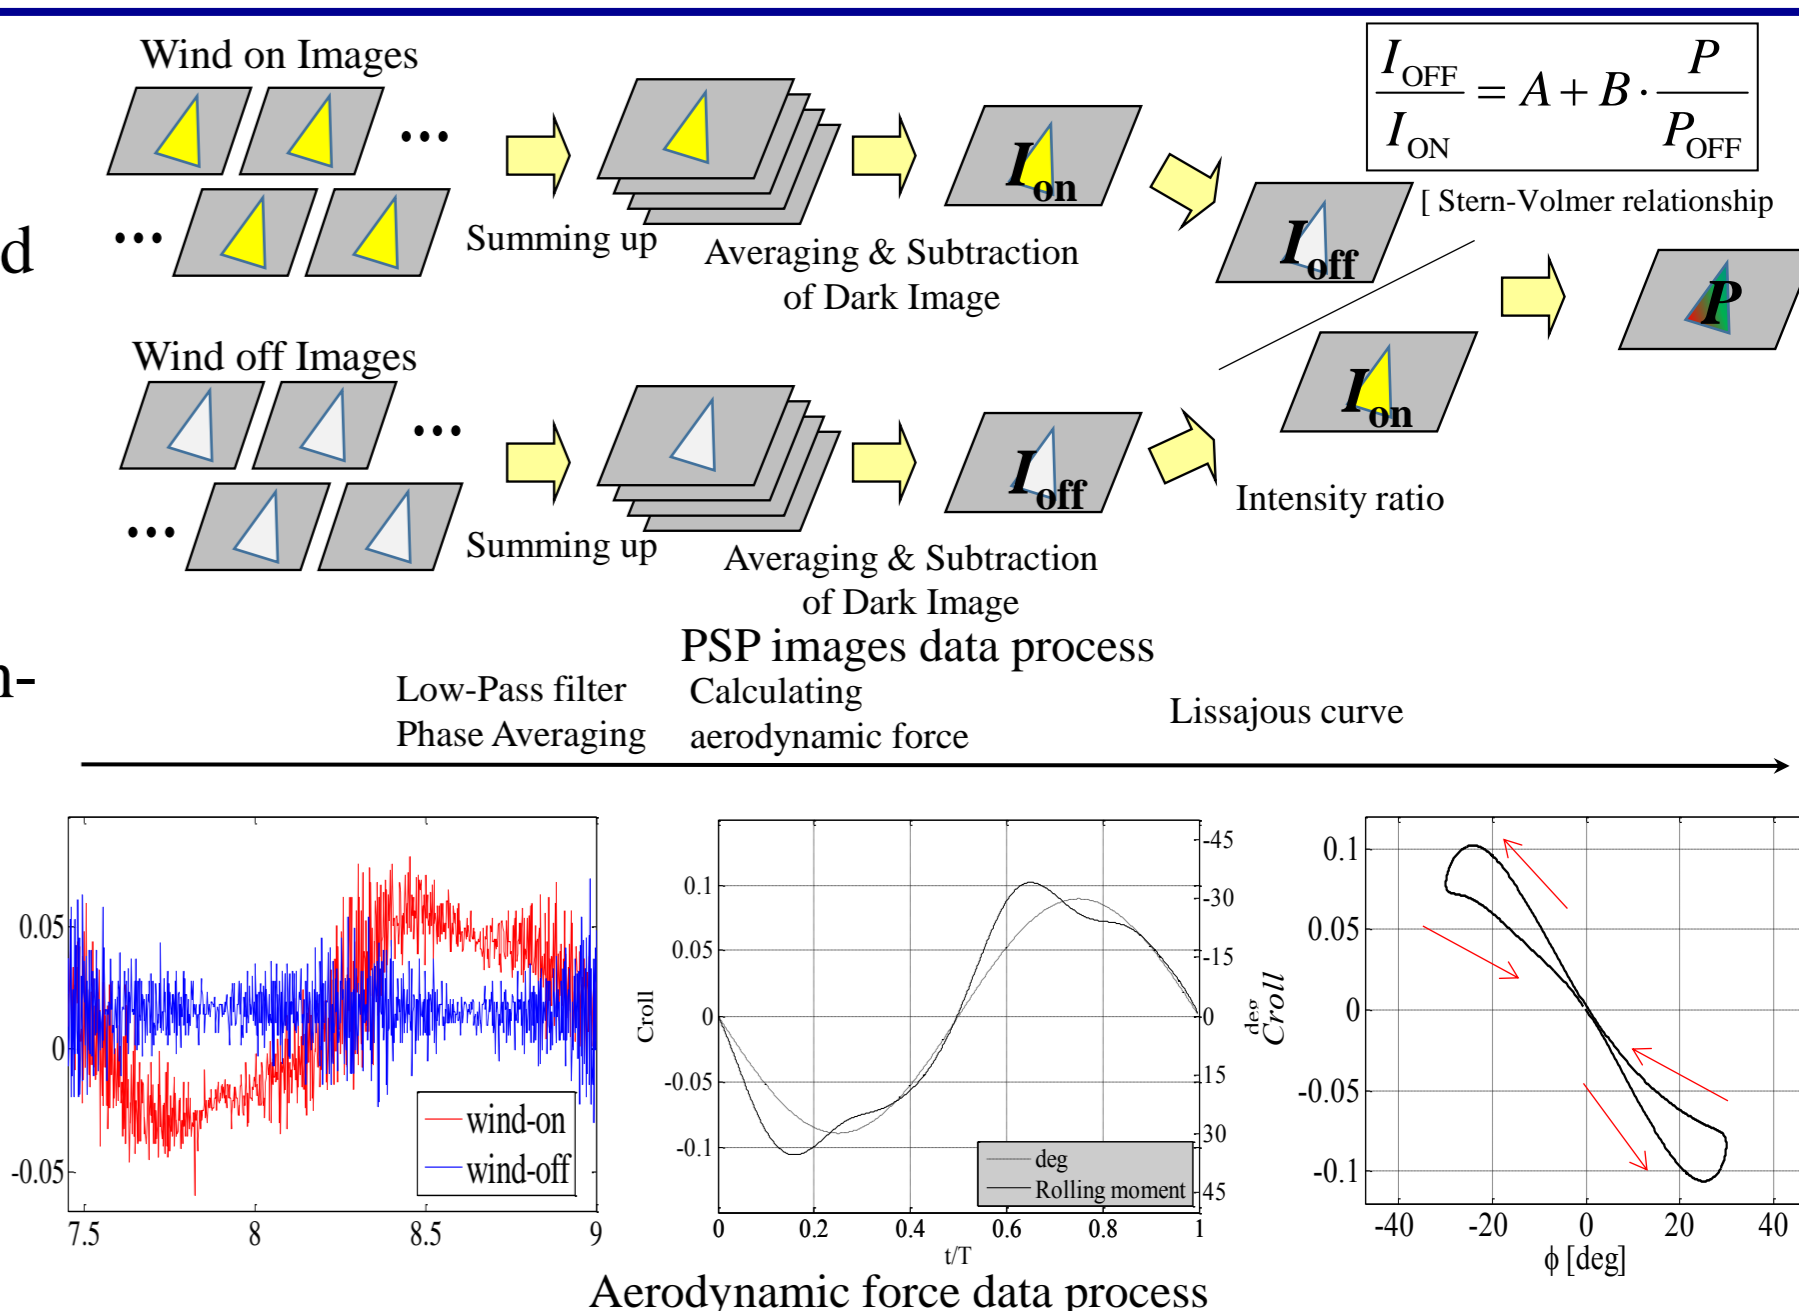 Wind on Images
I_OFF / I_ON = A + B · P / P_OFF
[ Stern-Volmer relationship
...
I on
...
d
Summing up
Averaging & Subtraction
of Dark Image
I off
P
Wind off Images
I on
...
I off
Intensity ratio
...
Summing up
Averaging & Subtraction
of Dark Image
PSP images data process
n-
Low-Pass filter
Phase Averaging
Calculating
aerodynamic force
Lissajous curve
0.05
0
-0.05
7.5 8 8.5 9
wind-on
wind-off
0.1
0.05
0
-0.05
-0.1
Croll
0 0.2 0.4 0.6 0.8 1
t/T
-45
-30
-15
0
15
30
45
deg
deg
Rolling moment
0.1
0.05
0
-0.05
-0.1
Croll
-40 -20 0 20 40
ϕ [deg]
Aerodynamic force data process